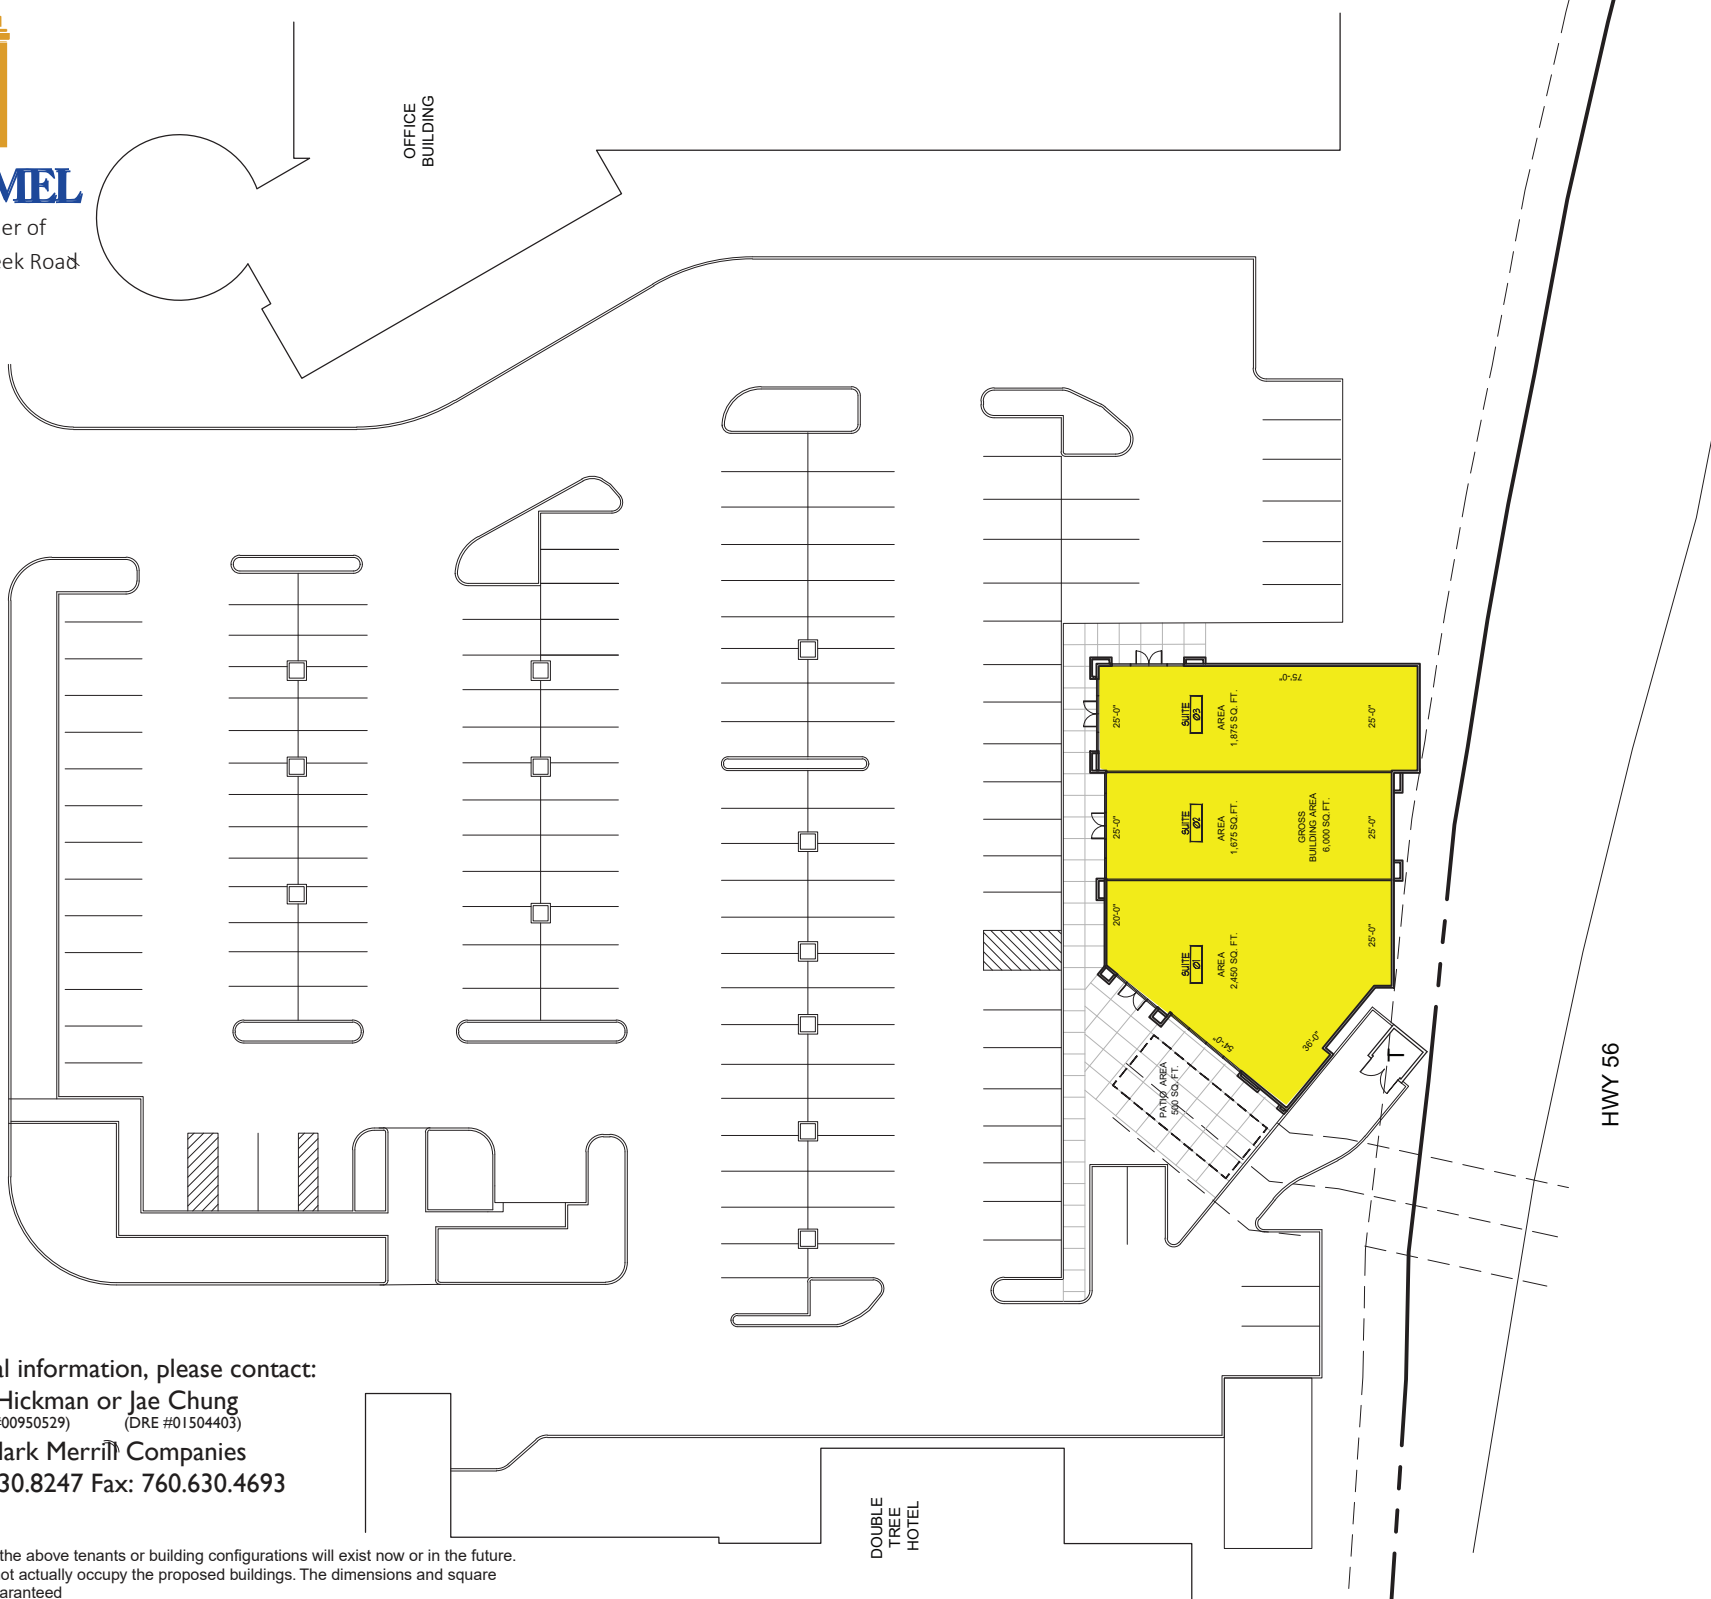 MEL
er of
eek Road
OFFICE
BUILDING
75'-0"
25'-0"
SUITE
03
AREA
1,875 SQ. FT.
25'-0"
25'-0"
SUITE
02
AREA
1,675 SQ. FT.
GROSS
BUILDING AREA
6,000 SQ. FT.
25'-0"
20'-0"
SUITE
01
AREA
2,450 SQ. FT.
25'-0"
54'-0"
36'-0"
PATIO AREA
500 SQ. FT.
T
HWY 56
al information, please contact:
Hickman or Jae Chung
#00950529) (DRE #01504403)
Mark Merrill Companies
30.8247 Fax: 760.630.4693
DOUBLE
TREE
HOTEL
the above tenants or building configurations will exist now or in the future.
ot actually occupy the proposed buildings. The dimensions and square
aranteed